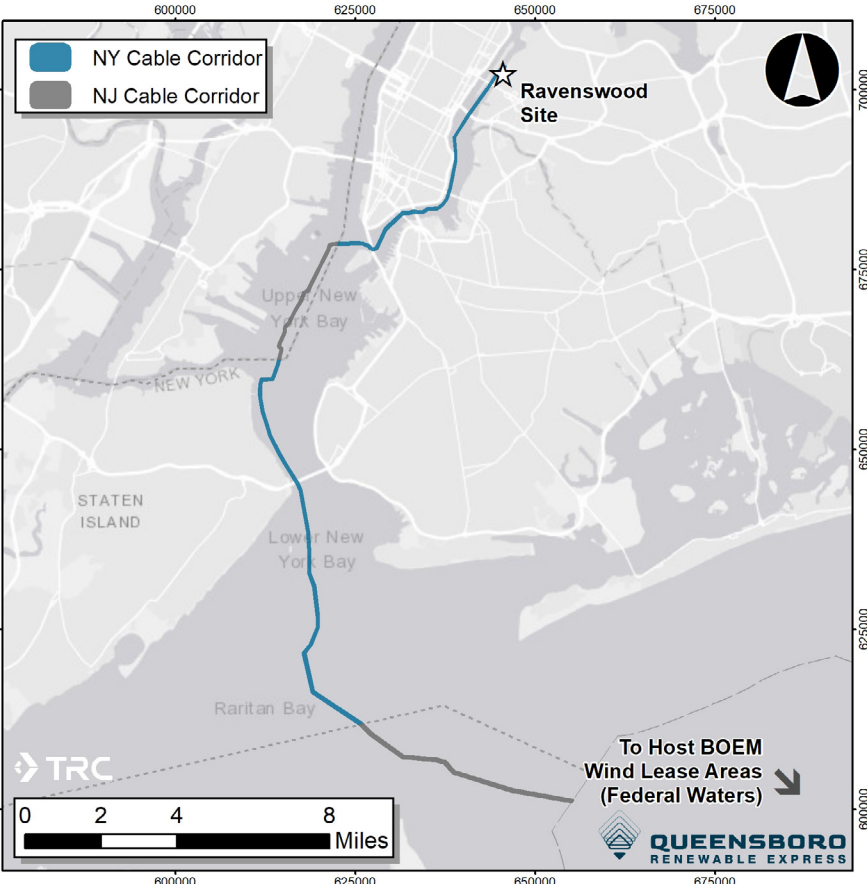 600000 625000 650000 675000
NY Cable Corridor
NJ Cable Corridor
Ravenswood
Site
700000
675000
Upper New
York Bay
NEW YORK
650000
STATEN
ISLAND
Lower New
York Bay
625000
Raritan Bay
To Host BOEM
Wind Lease Areas
(Federal Waters)
TRC
600000
0 2 4 8
Miles
QUEENSBORO
RENEWABLE EXPRESS
600000 625000 650000 675000